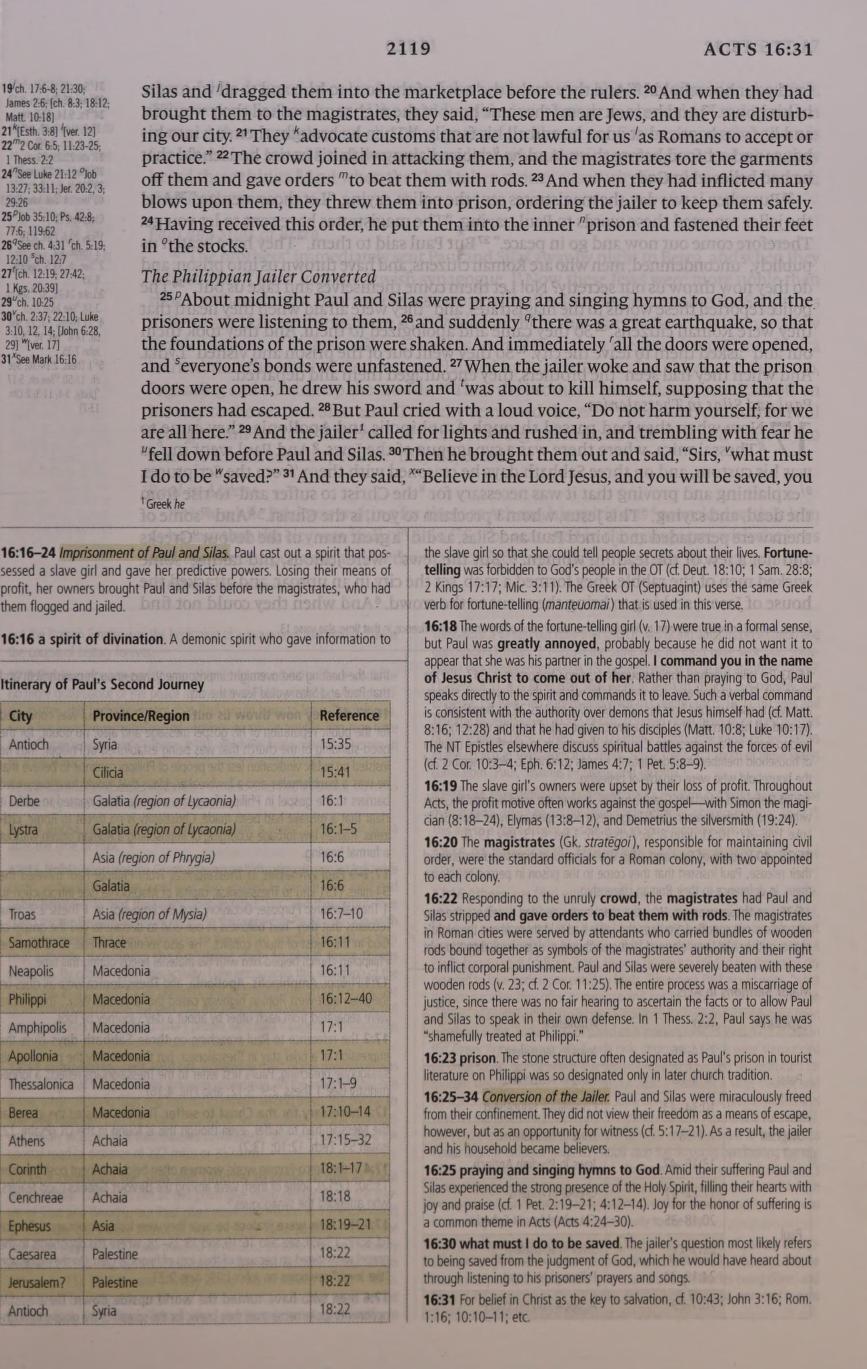 2119
ACTS 16:31
19 j ch. 17:6-8; 21:30;
James 2:6; [ch. 8:3; 18:12;
Matt. 10:18]
21 k [Esth. 3:8] l [ver. 12]
22 m 2 Cor. 6:5; 11:23-25;
1 Thess. 2:2
24 n See Luke 21:12 o Job
13:27; 33:11; Jer. 20:2, 3;
29:26
25 p Job 35:10; Ps. 42:8;
77:6; 119:62
26 q See ch. 4:31 r ch. 5:19;
12:10 s ch. 12:7
27 t [ch. 12:19; 27:42;
1 Kgs. 20:39]
29 u ch. 10:25
30 v ch. 2:37; 22:10; Luke
3:10, 12, 14; [John 6:28,
29] w [ver. 17]
31 x See Mark 16:16
Silas and j dragged them into the marketplace before the rulers. 20 And when they had
brought them to the magistrates, they said, “These men are Jews, and they are disturb-
ing our city. 21 They k advocate customs that are not lawful for us l as Romans to accept or
practice.” 22 The crowd joined in attacking them, and the magistrates tore the garments
off them and gave orders m to beat them with rods. 23 And when they had inflicted many
blows upon them, they threw them into prison, ordering the jailer to keep them safely.
24 Having received this order, he put them into the inner n prison and fastened their feet
in o the stocks.
The Philippian Jailer Converted
25 p About midnight Paul and Silas were praying and singing hymns to God, and the
prisoners were listening to them, 26 and suddenly q there was a great earthquake, so that
the foundations of the prison were shaken. And immediately r all the doors were opened,
and s everyone’s bonds were unfastened. 27 When the jailer woke and saw that the prison
doors were open, he drew his sword and t was about to kill himself, supposing that the
prisoners had escaped. 28 But Paul cried with a loud voice, “Do not harm yourself, for we
are all here.” 29 And the jailer 1 called for lights and rushed in, and trembling with fear he
u fell down before Paul and Silas. 30 Then he brought them out and said, “Sirs, v what must
I do to be w saved?” 31 And they said, x “Believe in the Lord Jesus, and you will be saved, you
1 Greek he
16:16–24 Imprisonment of Paul and Silas. Paul cast out a spirit that pos-
sessed a slave girl and gave her predictive powers. Losing their means of
profit, her owners brought Paul and Silas before the magistrates, who had
them flogged and jailed.
16:16 a spirit of divination. A demonic spirit who gave information to
Itinerary of Paul’s Second Journey
City Province/Region Reference
Antioch Syria 15:35
Cilicia 15:41
Derbe Galatia (region of Lycaonia) 16:1
Lystra Galatia (region of Lycaonia) 16:1–5
Asia (region of Phrygia) 16:6
Galatia 16:6
Troas Asia (region of Mysia) 16:7–10
Samothrace Thrace 16:11
Neapolis Macedonia 16:11
Philippi Macedonia 16:12–40
Amphipolis Macedonia 17:1
Apollonia Macedonia 17:1
Thessalonica Macedonia 17:1–9
Berea Macedonia 17:10–14
Athens Achaia 17:15–32
Corinth Achaia 18:1–17
Cenchreae Achaia 18:18
Ephesus Asia 18:19–21
Caesarea Palestine 18:22
Jerusalem? Palestine 18:22
Antioch Syria 18:22
the slave girl so that she could tell people secrets about their lives. Fortune-
telling was forbidden to God’s people in the OT (cf. Deut. 18:10; 1 Sam. 28:8;
2 Kings 17:17; Mic. 3:11). The Greek OT (Septuagint) uses the same Greek
verb for fortune-telling (manteuomai) that is used in this verse.
16:18 The words of the fortune-telling girl (v. 17) were true in a formal sense,
but Paul was greatly annoyed, probably because he did not want it to
appear that she was his partner in the gospel. I command you in the name
of Jesus Christ to come out of her. Rather than praying to God, Paul
speaks directly to the spirit and commands it to leave. Such a verbal command
is consistent with the authority over demons that Jesus himself had (cf. Matt.
8:16; 12:28) and that he had given to his disciples (Matt. 10:8; Luke 10:17).
The NT Epistles elsewhere discuss spiritual battles against the forces of evil
(cf. 2 Cor. 10:3–4; Eph. 6:12; James 4:7; 1 Pet. 5:8–9).
16:19 The slave girl’s owners were upset by their loss of profit. Throughout
Acts, the profit motive often works against the gospel—with Simon the magi-
cian (8:18–24), Elymas (13:8–12), and Demetrius the silversmith (19:24).
16:20 The magistrates (Gk. stratēgoi), responsible for maintaining civil
order, were the standard officials for a Roman colony, with two appointed
to each colony.
16:22 Responding to the unruly crowd, the magistrates had Paul and
Silas stripped and gave orders to beat them with rods. The magistrates
in Roman cities were served by attendants who carried bundles of wooden
rods bound together as symbols of the magistrates’ authority and their right
to inflict corporal punishment. Paul and Silas were severely beaten with these
wooden rods (v. 23; cf. 2 Cor. 11:25). The entire process was a miscarriage of
justice, since there was no fair hearing to ascertain the facts or to allow Paul
and Silas to speak in their own defense. In 1 Thess. 2:2, Paul says he was
“shamefully treated at Philippi.”
16:23 prison. The stone structure often designated as Paul’s prison in tourist
literature on Philippi was so designated only in later church tradition.
16:25–34 Conversion of the Jailer. Paul and Silas were miraculously freed
from their confinement. They did not view their freedom as a means of escape,
however, but as an opportunity for witness (cf. 5:17–21). As a result, the jailer
and his household became believers.
16:25 praying and singing hymns to God. Amid their suffering Paul and
Silas experienced the strong presence of the Holy Spirit, filling their hearts with
joy and praise (cf. 1 Pet. 2:19–21; 4:12–14). Joy for the honor of suffering is
a common theme in Acts (Acts 4:24–30).
16:30 what must I do to be saved. The jailer’s question most likely refers
to being saved from the judgment of God, which he would have heard about
through listening to his prisoners’ prayers and songs.
16:31 For belief in Christ as the key to salvation, cf. 10:43; John 3:16; Rom.
1:16; 10:10–11; etc.